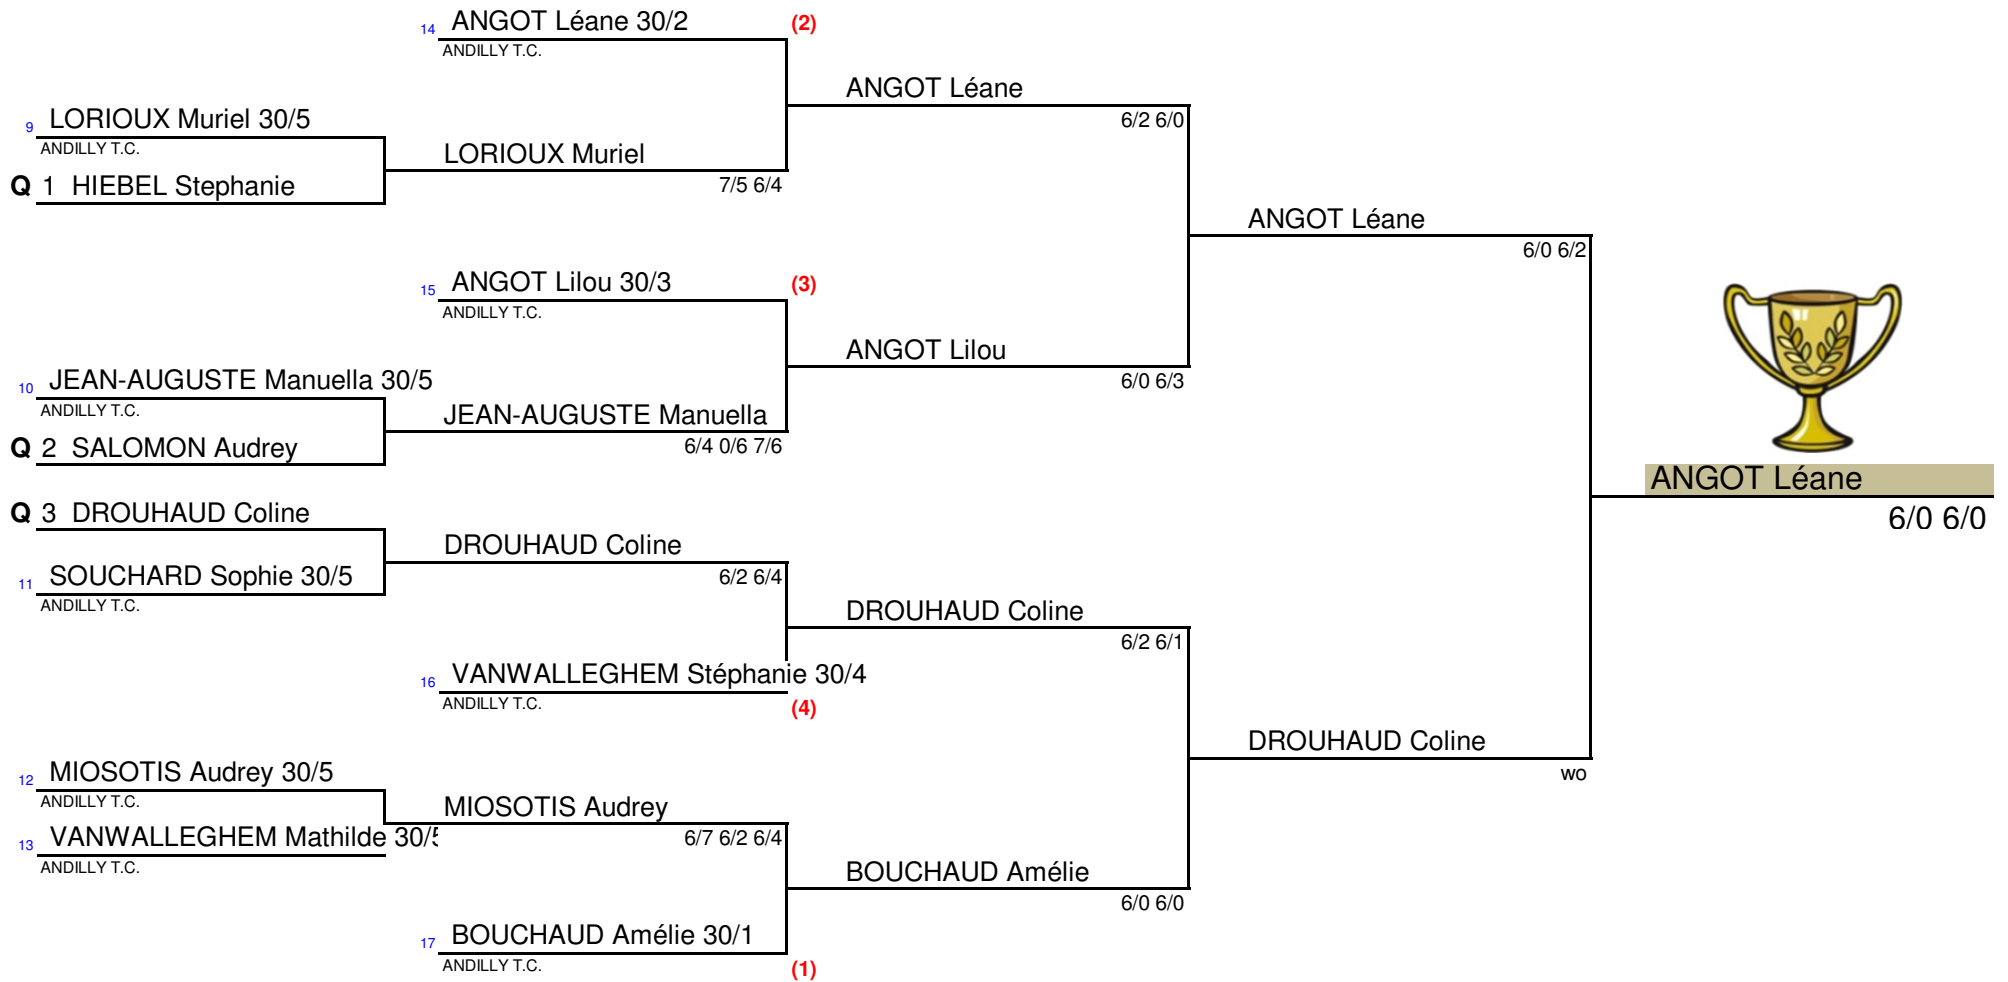 14 ANGOT Léane 30/2 (2)
ANDILLY T.C.
ANGOT Léane
6/2 6/0
9 LORIOUX Muriel 30/5
ANDILLY T.C.
LORIOUX Muriel
7/5 6/4
Q 1 HIEBEL Stephanie
ANGOT Léane
6/0 6/2
15 ANGOT Lilou 30/3 (3)
ANDILLY T.C.
ANGOT Lilou
6/0 6/3
10 JEAN-AUGUSTE Manuella 30/5
ANDILLY T.C.
JEAN-AUGUSTE Manuella
6/4 0/6 7/6
Q 2 SALOMON Audrey
ANGOT Léane
6/0 6/0
Q 3 DROUHAUD Coline
DROUHAUD Coline
6/2 6/4
11 SOUCHARD Sophie 30/5
ANDILLY T.C.
DROUHAUD Coline
6/2 6/1
16 VANWALLEGHEM Stéphanie 30/4
ANDILLY T.C.
(4)
DROUHAUD Coline
wo
12 MIOSOTIS Audrey 30/5
ANDILLY T.C.
MIOSOTIS Audrey
6/7 6/2 6/4
13 VANWALLEGHEM Mathilde 30/5
ANDILLY T.C.
BOUCHAUD Amélie
6/0 6/0
17 BOUCHAUD Amélie 30/1
ANDILLY T.C.
(1)